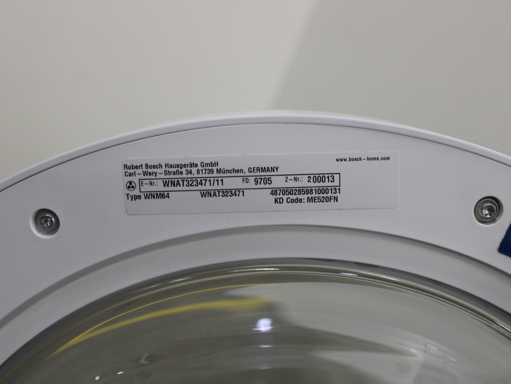 Robert Bosch Hausgeräte GmbH www.bosch-home.com
Carl-Wery-Straße 34, 81739 München, GERMANY
E-Nr.: WNAT323471/11 FD: 9705 Z-Nr.: 200013
Type WNM64 WNAT323471 487050285981000131
KD Code: ME520FN